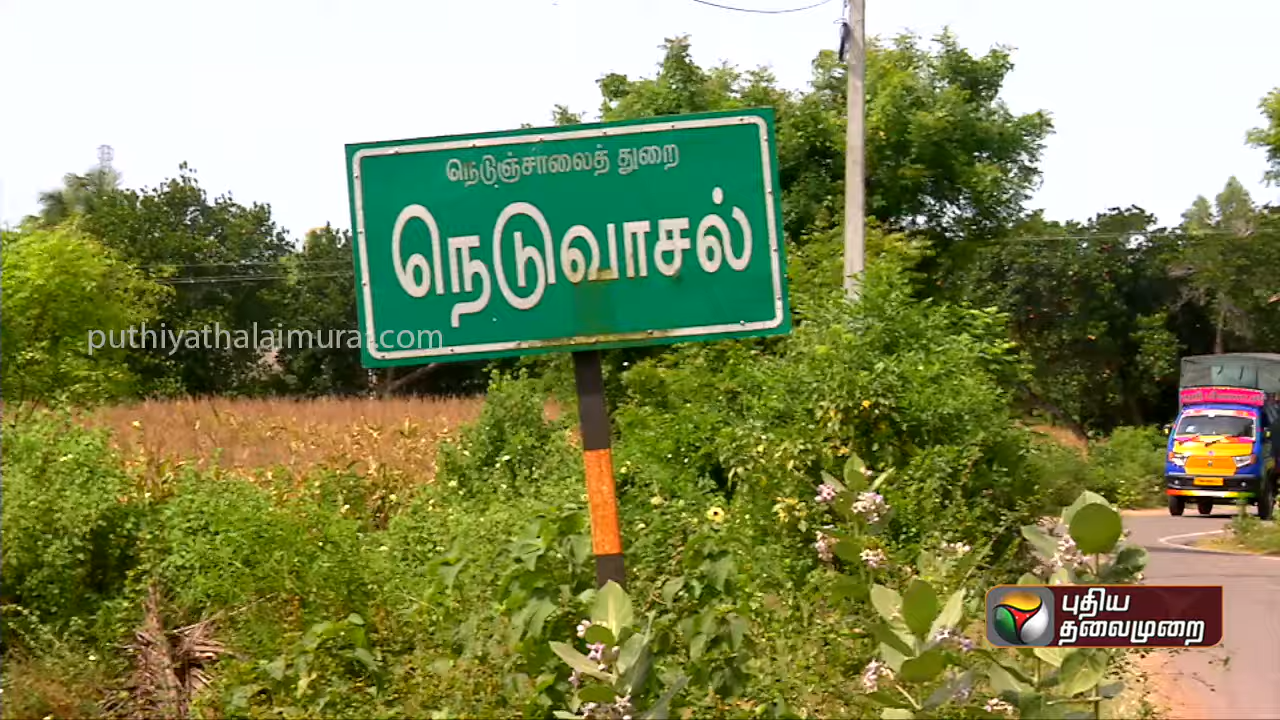 நெடுஞ்சாலைத் துறை
நெடுவாசல்
puthiyathalaimurai.com
புதிய
தலைமுறை